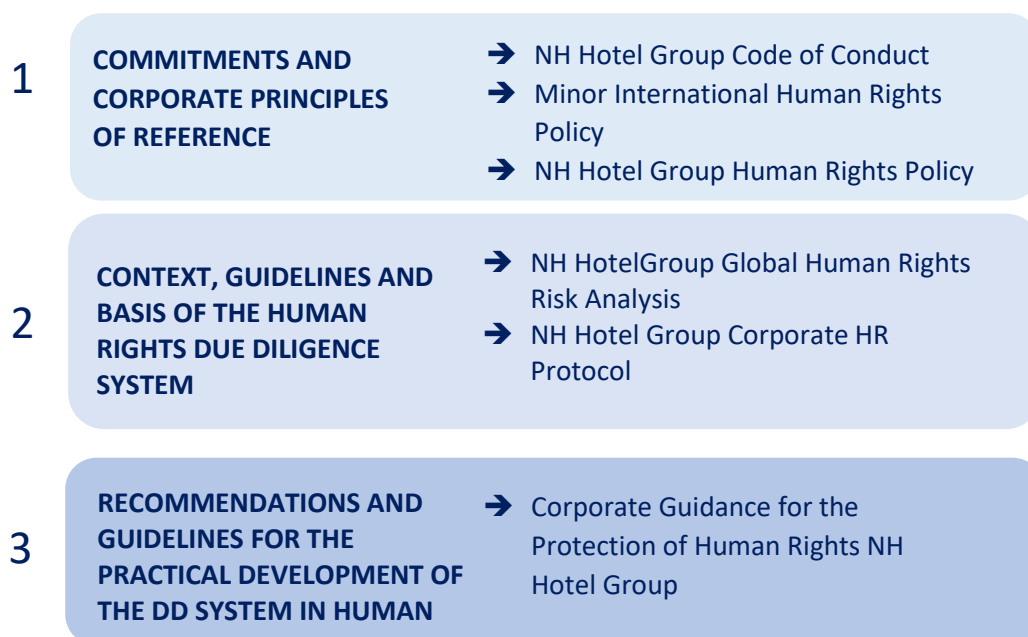 1
COMMITMENTS AND
CORPORATE PRINCIPLES
OF REFERENCE
➔ NH Hotel Group Code of Conduct
➔ Minor International Human Rights
Policy
➔ NH Hotel Group Human Rights Policy
2
CONTEXT, GUIDELINES AND
BASIS OF THE HUMAN
RIGHTS DUE DILIGENCE
SYSTEM
➔ NH HotelGroup Global Human Rights
Risk Analysis
➔ NH Hotel Group Corporate HR
Protocol
3
RECOMMENDATIONS AND
GUIDELINES FOR THE
PRACTICAL DEVELOPMENT OF
THE DD SYSTEM IN HUMAN
➔ Corporate Guidance for the
Protection of Human Rights NH
Hotel Group